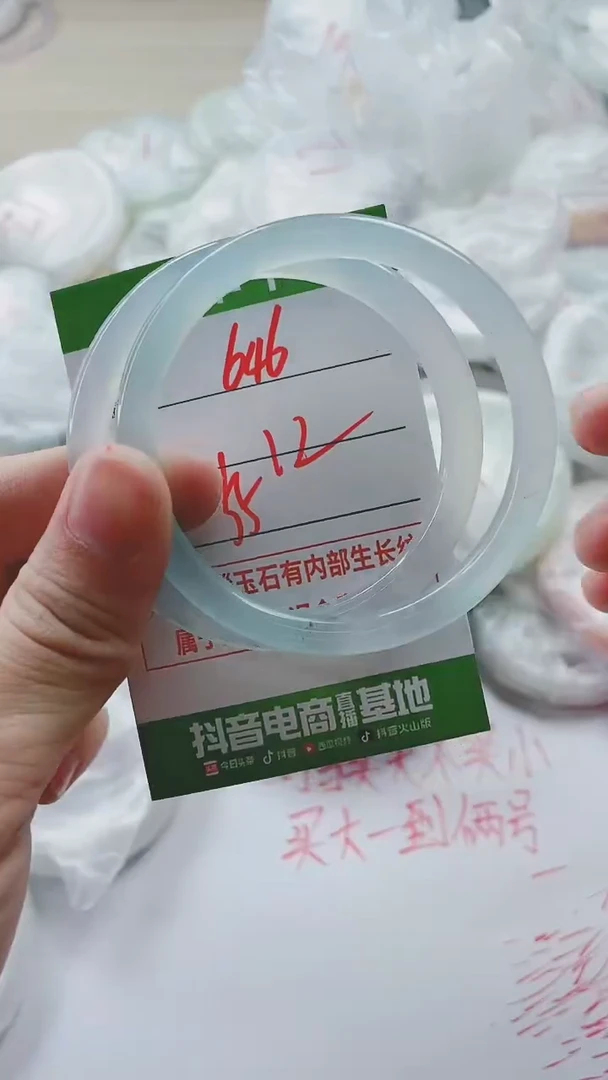 646
12
55
玉石有内部生长
属于
抖音电商直播基地
今日头条 抖音 西瓜视频 抖音火山版
买大一到俩号